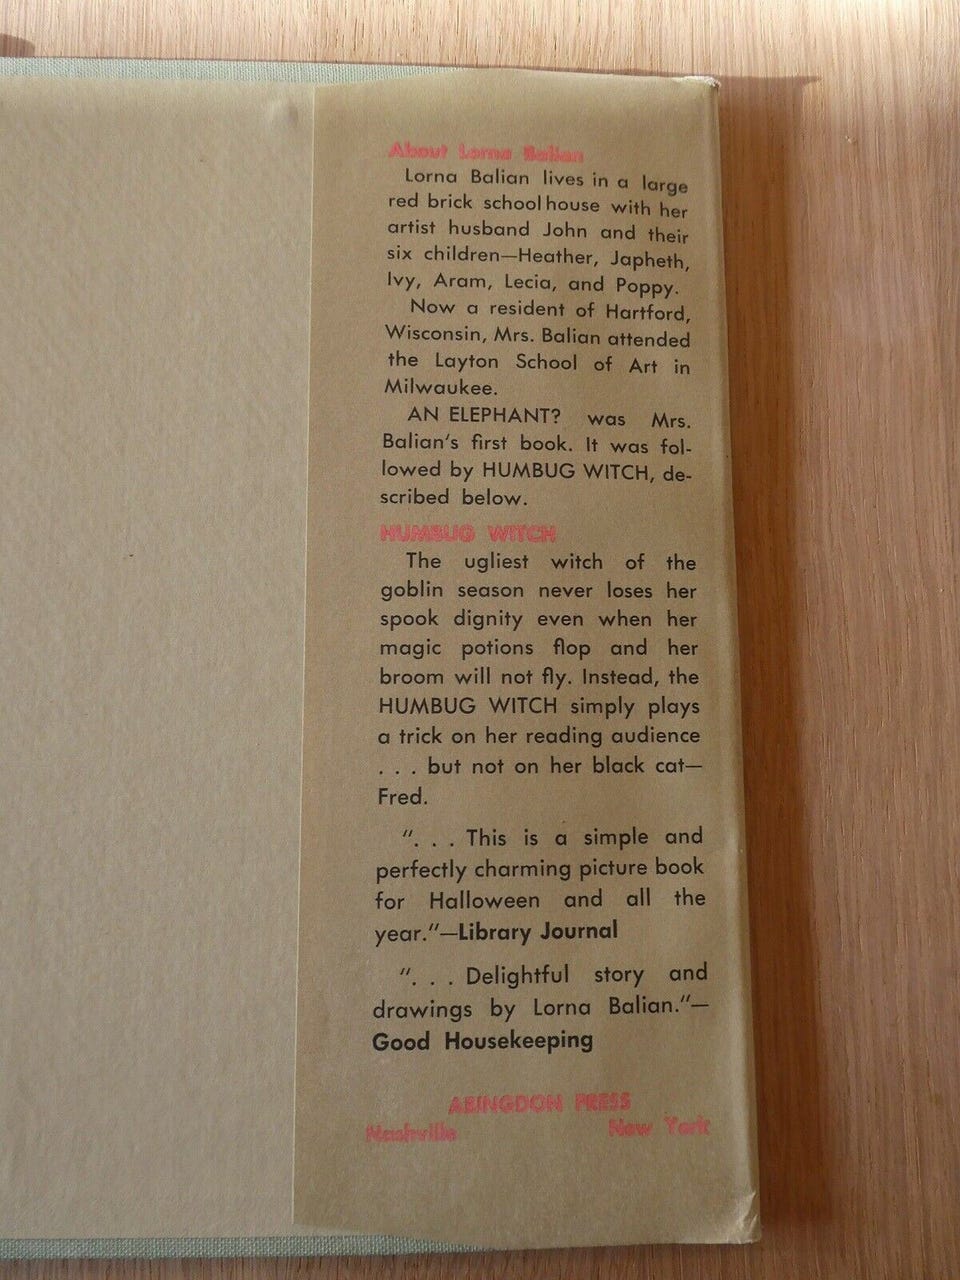 About Lorna Balian
Lorna Balian lives in a large
red brick schoolhouse with her
artist husband John and their
six children—Heather, Japheth,
Ivy, Aram, Lecia, and Poppy.
Now a resident of Hartford,
Wisconsin, Mrs. Balian attended
the Layton School of Art in
Milwaukee.
AN ELEPHANT? was Mrs.
Balian's first book. It was fol-
lowed by HUMBUG WITCH, de-
scribed below.
HUMBUG WITCH
The ugliest witch of the
goblin season never loses her
spook dignity even when her
magic potions flop and her
broom will not fly. Instead, the
HUMBUG WITCH simply plays
a trick on her reading audience
. . . but not on her black cat—
Fred.
“. . . This is a simple and
perfectly charming picture book
for Halloween and all the
year.”—Library Journal
“. . . Delightful story and
drawings by Lorna Balian.”—
Good Housekeeping
ABINGDON PRESS
Nashville New York